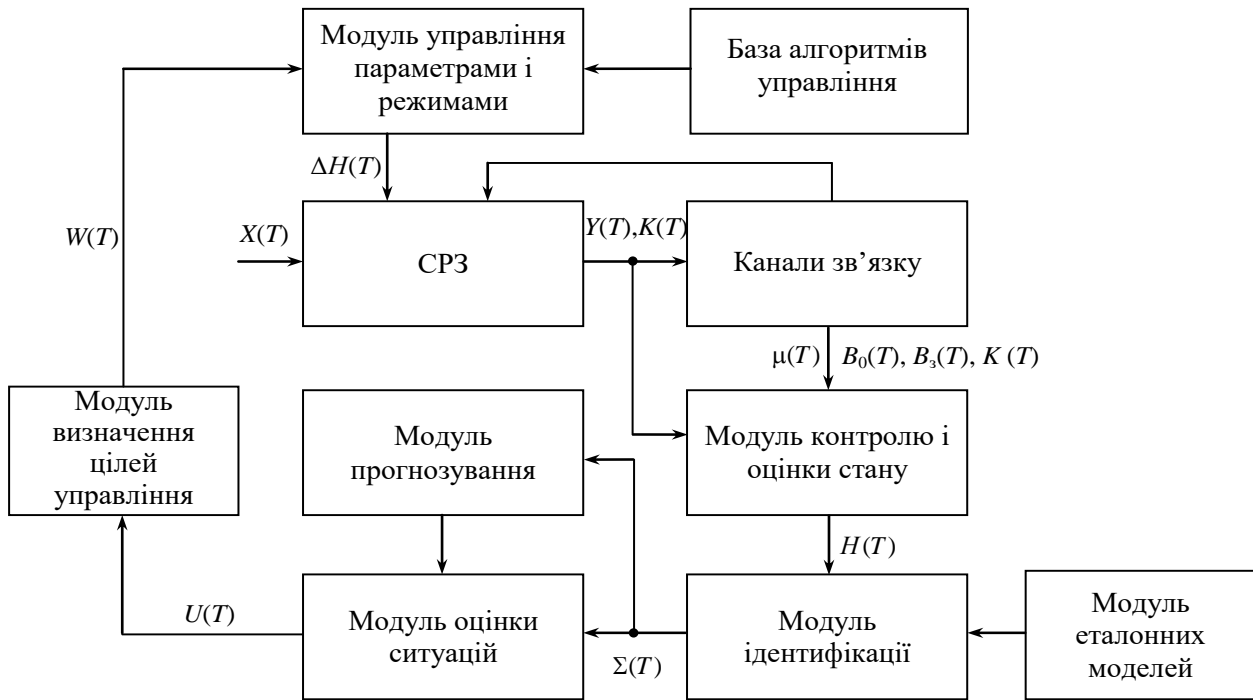 Модуль управління
параметрами і
режимами
База алгоритмів
управління
ΔH(T)
W(T)
X(T)
СРЗ
Y(T),K(T)
Канали зв’язку
μ(T)
B₀(T), Bз(T), K (T)
Модуль
визначення
цілей
управління
Модуль
прогнозування
Модуль контролю і
оцінки стану
H(T)
U(T)
Модуль оцінки
ситуацій
Σ(T)
Модуль
ідентифікації
Модуль
еталонних
моделей